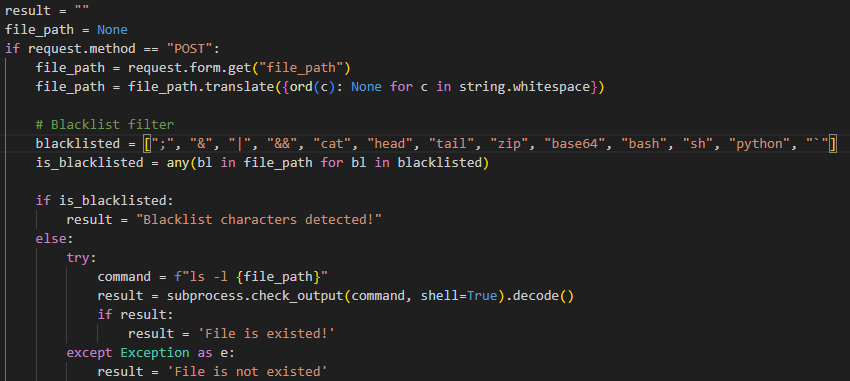 result = ""
file_path = None
if request.method == "POST":
    file_path = request.form.get("file_path")
    file_path = file_path.translate({ord(c): None for c in string.whitespace})

    # Blacklist filter
    blacklisted = [";", "&", "|", "&&", "cat", "head", "tail", "zip", "base64", "bash", "sh", "python", "`"]
    is_blacklisted = any(bl in file_path for bl in blacklisted)

    if is_blacklisted:
        result = "Blacklist characters detected!"
    else:
        try:
            command = f"ls -l {file_path}"
            result = subprocess.check_output(command, shell=True).decode()
            if result:
                result = 'File is existed!'
        except Exception as e:
            result = 'File is not existed'